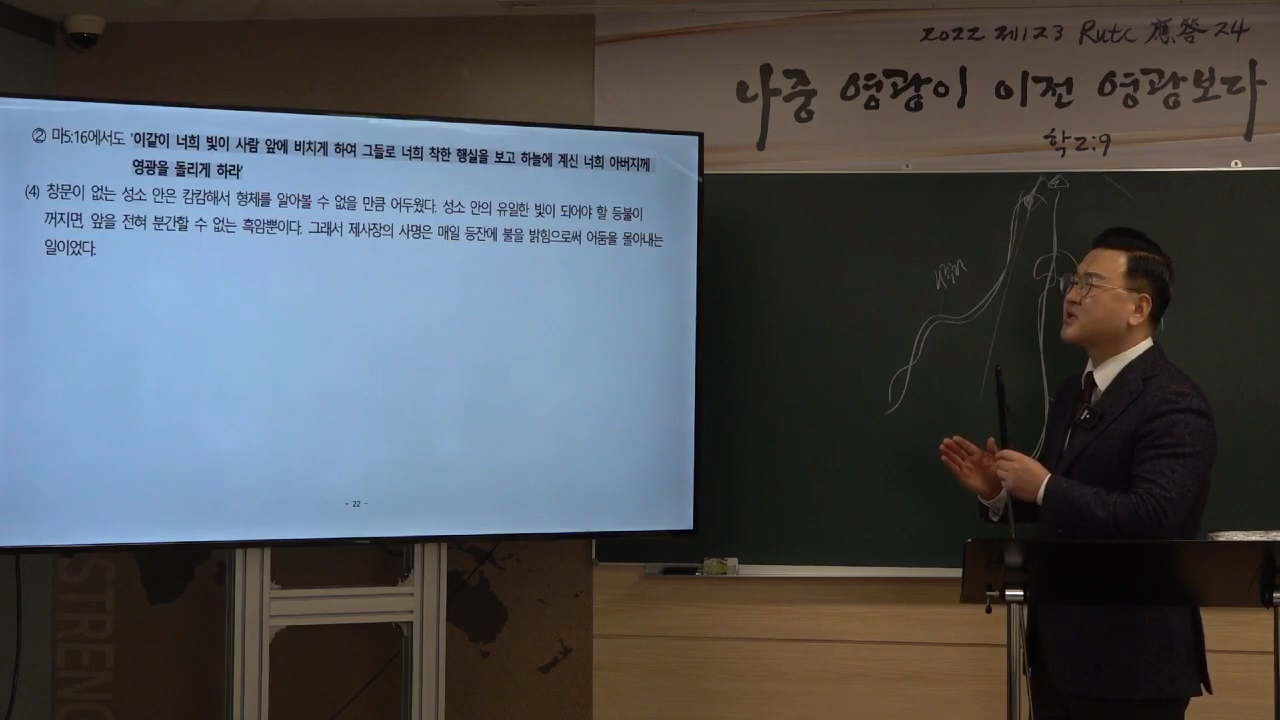 ② 마5:16에서도 '이같이 너희 빛이 사람 앞에 비치게 하여 그들로 너희 착한 행실을 보고 하늘에 계신 너희 아버지께
영광을 돌리게 하라'
(4) 창문이 없는 성소 안은 캄캄해서 형체를 알아볼 수 없을 만큼 어두웠다. 성소 안의 유일한 빛이 되어야 할 등불이
꺼지면, 앞을 전혀 분간할 수 없는 흑암뿐이다. 그래서 제사장의 사명은 매일 등잔에 불을 밝힘으로써 어둠을 몰아내는
일이었다.
- 22 -
STRENG
2022 제123 Rutc 應答 24
나중 영광이 이전 영광보다
학2:9